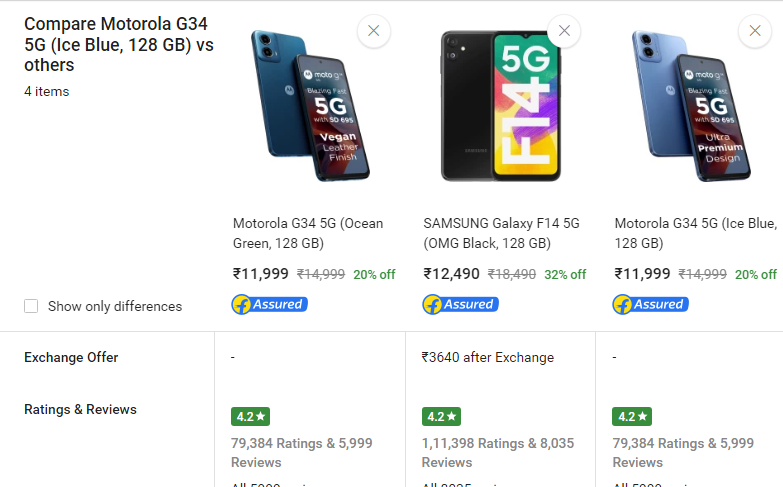 Compare Motorola G34
5G (Ice Blue, 128 GB) vs
others
4 items
moto g34
Blazing Fast
5G
with SD 695
Vegan
Leather
Finish
SAMSUNG
5G
F14
moto g34
Blazing Fast
5G
with SD 695
Ultra
Premium
Design
Motorola G34 5G (Ocean
Green, 128 GB)
SAMSUNG Galaxy F14 5G
(OMG Black, 128 GB)
Motorola G34 5G (Ice Blue,
128 GB)
₹11,999 ₹14,999 20% off
₹12,490 ₹18,490 32% off
₹11,999 ₹14,999 20% off
Show only differences
f Assured
f Assured
f Assured
Exchange Offer
-
₹3640 after Exchange
-
Ratings & Reviews
4.2★
4.2★
4.2★
79,384 Ratings & 5,999
Reviews
1,11,398 Ratings & 8,035
Reviews
79,384 Ratings & 5,999
Reviews